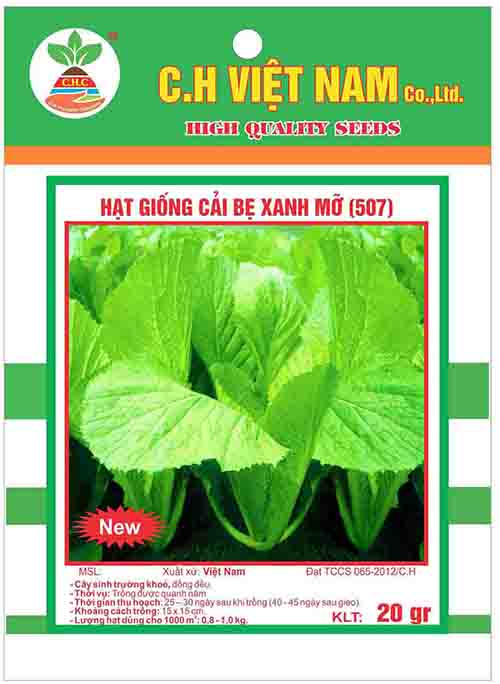 C.H.C
®
C.H VIỆT NAM Co.,Ltd.
HIGH QUALITY SEEDS
HẠT GIỐNG CẢI BẸ XANH MỠ (507)
New
MSL: Xuất xứ: Việt Nam Đạt TCCS 065-2012/C.H
- Cây sinh trường khoẻ, đồng đều.
- Thời vụ: Trồng được quanh năm
- Thời gian thu hoạch: 25 – 30 ngày sau khi trồng (40 - 45 ngày sau gieo).
- Khoảng cách trồng: 15 x 15 cm.
- Lượng hạt dùng cho 1000 m²: 0,8 - 1,0 kg.
KLT: 20 gr